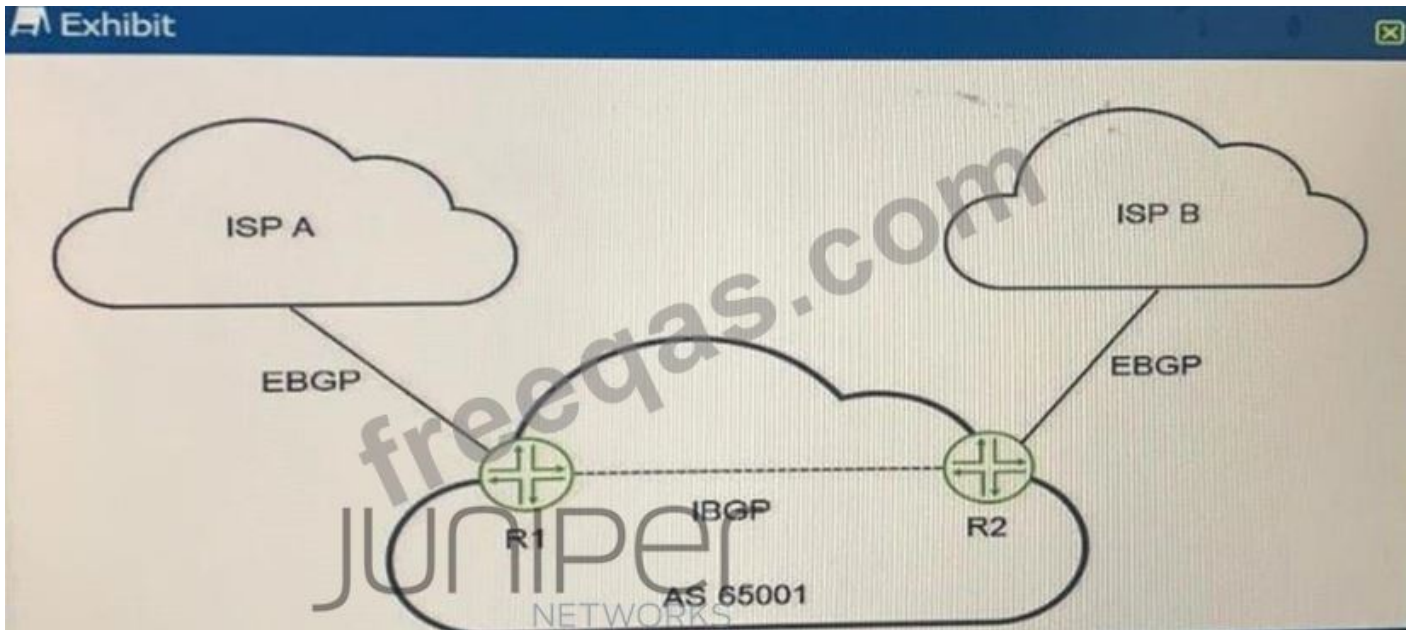 Exhibit
ISP A
ISP B
EBGP
EBGP
freeqas.com
IBGP
R1
R2
JUNIPEr
NETWORKS
AS 65001